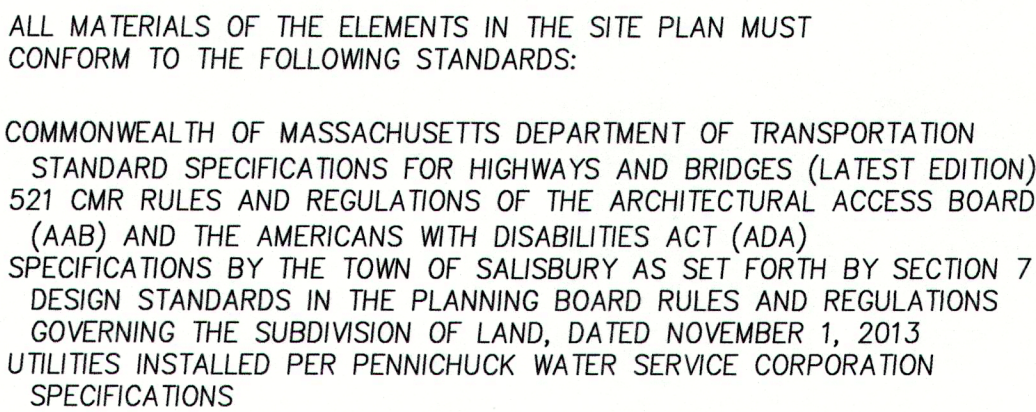 ALL MATERIALS OF THE ELEMENTS IN THE SITE PLAN MUST
CONFORM TO THE FOLLOWING STANDARDS:
COMMONWEALTH OF MASSACHUSETTS DEPARTMENT OF TRANSPORTATION
STANDARD SPECIFICATIONS FOR HIGHWAYS AND BRIDGES (LATEST EDITION)
521 CMR RULES AND REGULATIONS OF THE ARCHITECTURAL ACCESS BOARD
(AAB) AND THE AMERICANS WITH DISABILITIES ACT (ADA)
SPECIFICATIONS BY THE TOWN OF SALISBURY AS SET FORTH BY SECTION 7
DESIGN STANDARDS IN THE PLANNING BOARD RULES AND REGULATIONS
GOVERNING THE SUBDIVISION OF LAND, DATED NOVEMBER 1, 2013
UTILITIES INSTALLED PER PENNICHUCK WATER SERVICE CORPORATION
SPECIFICATIONS